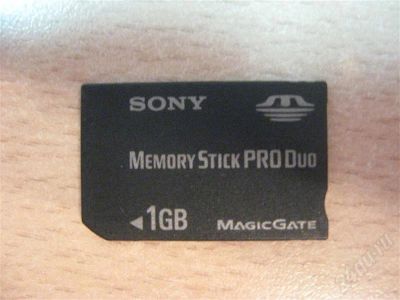 SONY
MEMORY STICK PRO DUO
1GB MAGICGATE